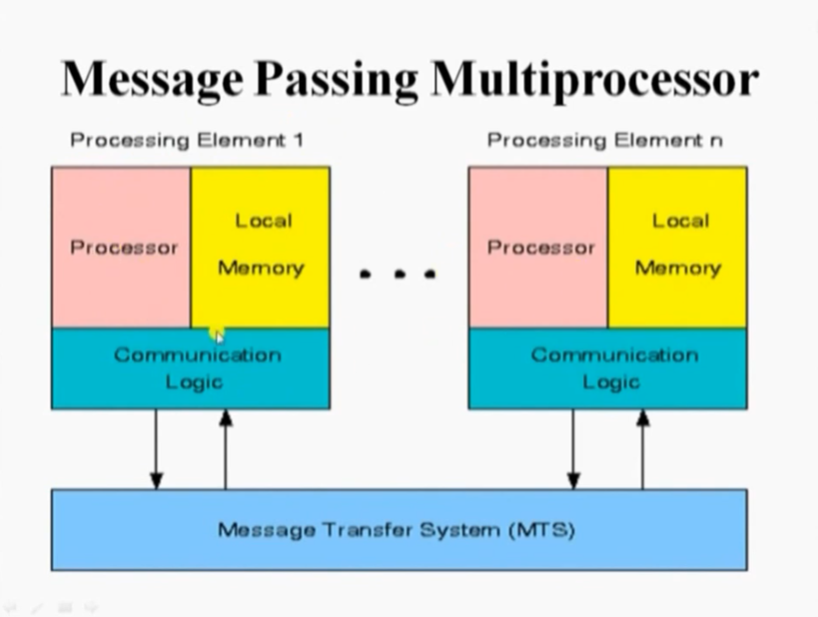 Message Passing Multiprocessor
Processing Element 1
Processing Element n
Processor
Local
Memory
Processor
Local
Memory
Communication
Logic
Communication
Logic
Message Transfer System (MTS)